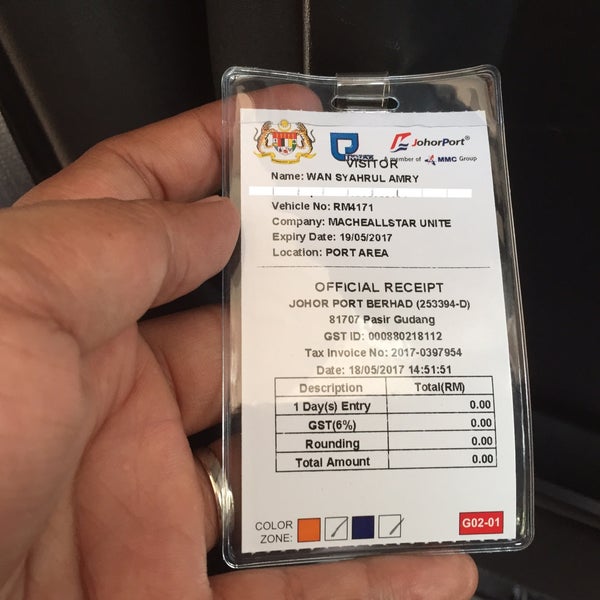 JohorPort®
A member of MMC Group
VISITOR
Name: WAN SYAHRUL AMRY
Vehicle No: RM4171
Company: MACHEALLSTAR UNITE
Expiry Date: 19/05/2017
Location: PORT AREA
OFFICIAL RECEIPT
JOHOR PORT BERHAD (253394-D)
81707 Pasir Gudang
GST ID: 000880218112
Tax Invoice No: 2017-0397954
Date: 18/05/2017 14:51:51
Description Total(RM)
1 Day(s) Entry 0.00
GST(6%) 0.00
Rounding 0.00
Total Amount 0.00
COLOR ZONE:
G02-01